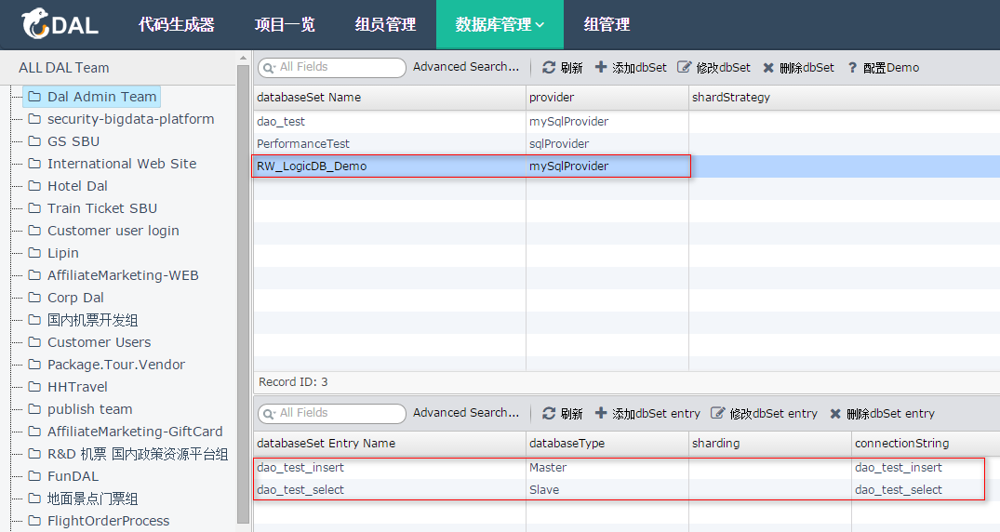 DAL 代码生成器 项目一览 组员管理 数据库管理 组管理
ALL DAL Team
Dal Admin Team
security-bigdata-platform
GS SBU
International Web Site
Hotel Dal
Train Ticket SBU
Customer user login
Lipin
AffiliateMarketing-WEB
Corp Dal
国内机票开发组
Customer Users
Package.Tour.Vendor
HHTravel
publish team
AffiliateMarketing-GiftCard
R&D 机票 国内政策资源平台组
FunDAL
地面景点门票组
FlightOrderProcess
All Fields Advanced Search... 刷新 添加dbSet 修改dbSet 删除dbSet ? 配置Demo
databaseSet Name provider shardStrategy
dao_test mySqlProvider
PerformanceTest sqlProvider
RW_LogicDB_Demo mySqlProvider
Record ID: 3
All Fields Advanced Search... 刷新 添加dbSet entry 修改dbSet entry 删除dbSet entry
databaseSet Entry Name databaseType sharding connectionString
dao_test_insert Master dao_test_insert
dao_test_select Slave dao_test_select